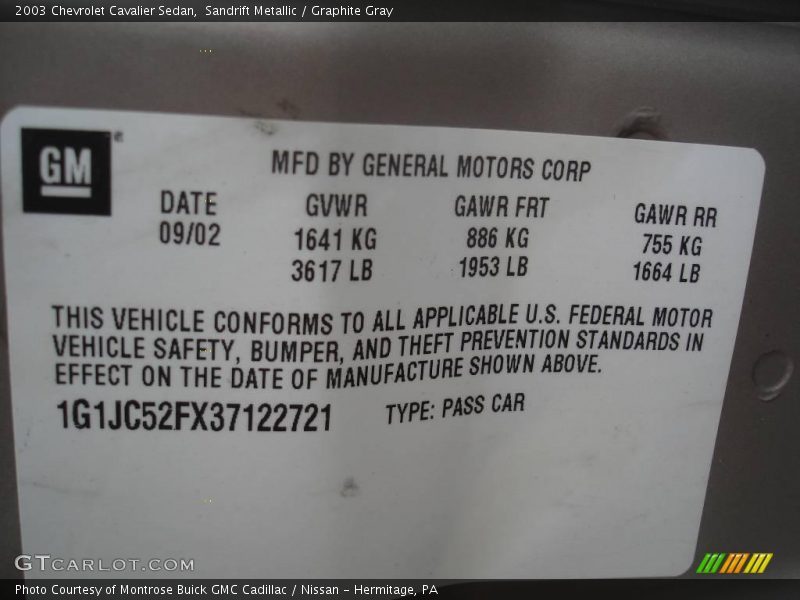 2003 Chevrolet Cavalier Sedan, Sandrift Metallic / Graphite Gray
GM®
MFD BY GENERAL MOTORS CORP
DATE GVWR GAWR FRT GAWR RR
09/02 1641 KG 886 KG 755 KG
3617 LB 1953 LB 1664 LB
THIS VEHICLE CONFORMS TO ALL APPLICABLE U.S. FEDERAL MOTOR
VEHICLE SAFETY, BUMPER, AND THEFT PREVENTION STANDARDS IN
EFFECT ON THE DATE OF MANUFACTURE SHOWN ABOVE.
1G1JC52FX37122721 TYPE: PASS CAR
GTCARLOT.COM
Photo Courtesy of Montrose Buick GMC Cadillac / Nissan - Hermitage, PA